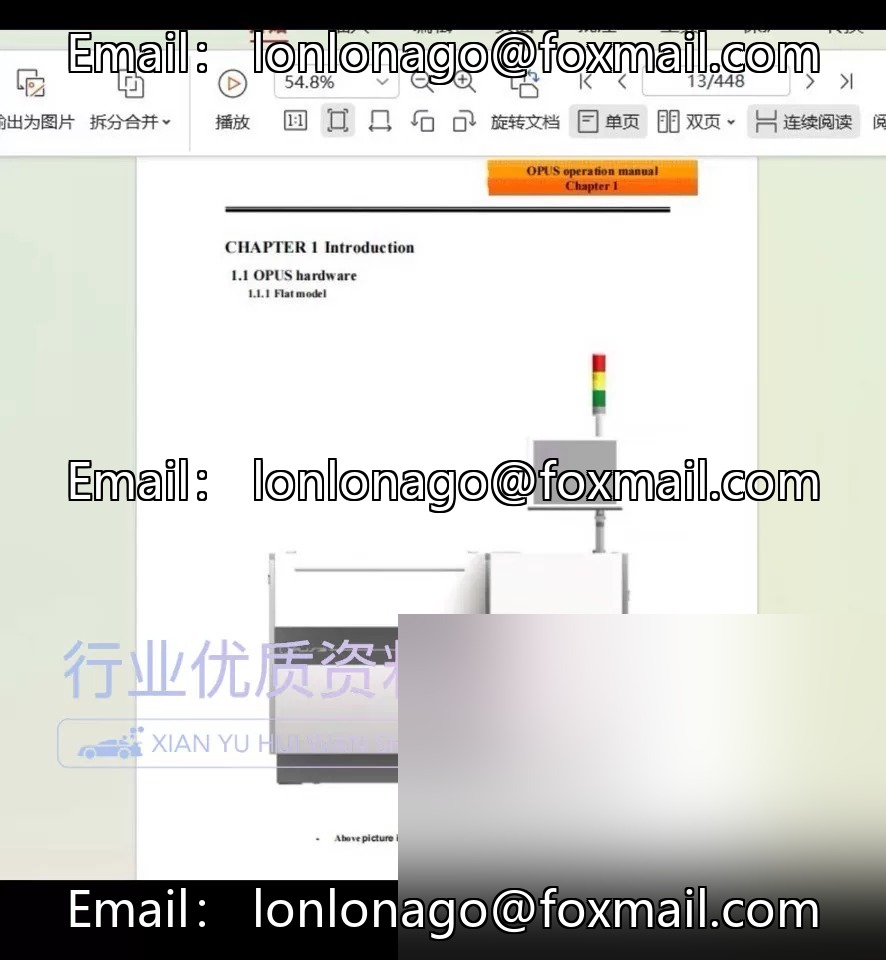 Email： lonlonago@foxmail.com
54.8%
13/448
输出为图片 拆分合并
播放
1:1
旋转文档
单页
双页
连续阅读
OPUS operation manual
Chapter 1
CHAPTER 1 Introduction
1.1 OPUS hardware
1.1.1 Flat model
Email： lonlonago@foxmail.com
行业优质资料
XIAN YU HUI
- Above picture
Email： lonlonago@foxmail.com